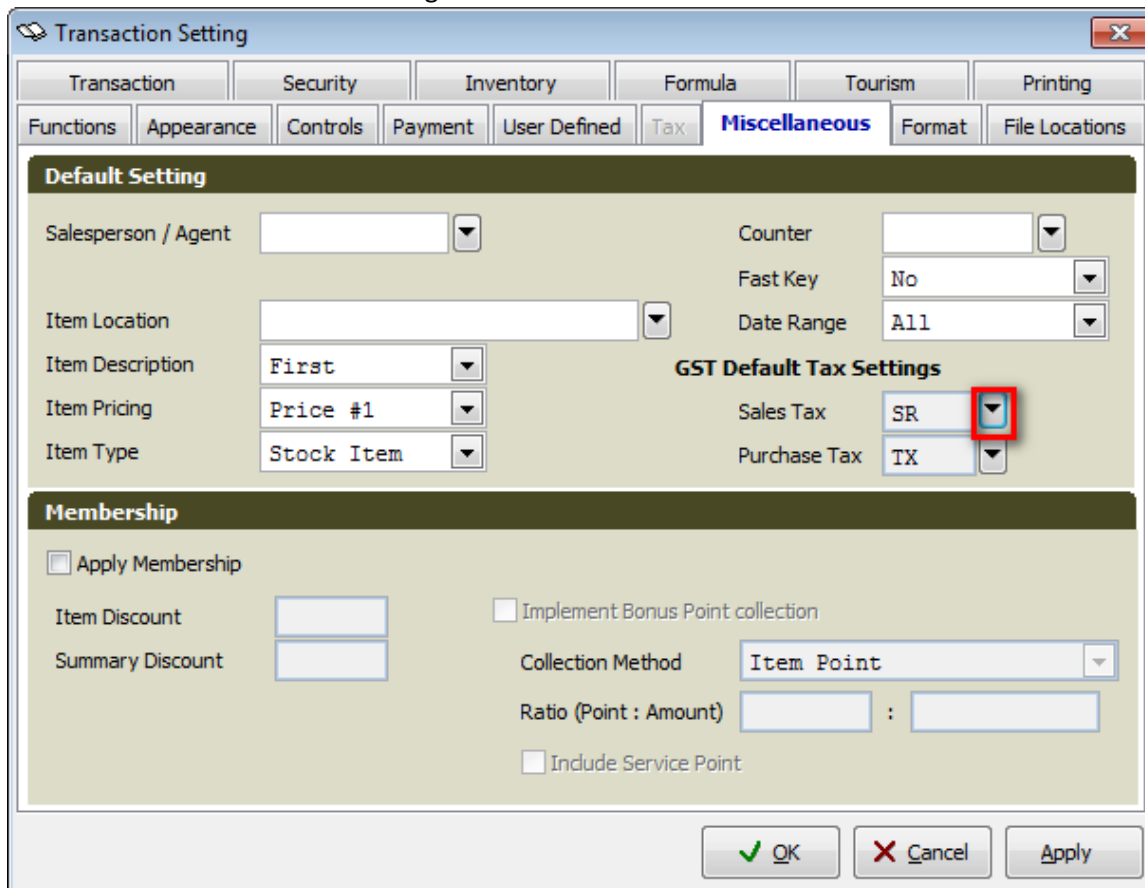 Transaction Setting
Transaction Security Inventory Formula Tourism Printing
Functions Appearance Controls Payment User Defined Tax Miscellaneous Format File Locations
Default Setting
Salesperson / Agent Counter
Fast Key No
Item Location Date Range All
Item Description First GST Default Tax Settings
Item Pricing Price #1 Sales Tax SR
Item Type Stock Item Purchase Tax TX
Membership
Apply Membership
Item Discount Implement Bonus Point collection
Summary Discount Collection Method Item Point
Ratio (Point : Amount) :
Include Service Point
OK Cancel Apply